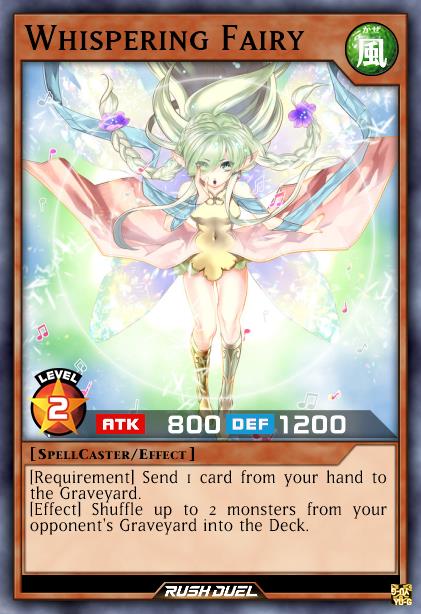 Whispering Fairy
かぜ
風
LEVEL
2
ATK 800 DEF 1200
[SpellCaster/Effect]
[Requirement] Send 1 card from your hand to
the Graveyard.
[Effect] Shuffle up to 2 monsters from your
opponent's Graveyard into the Deck.
RUSH DUEL